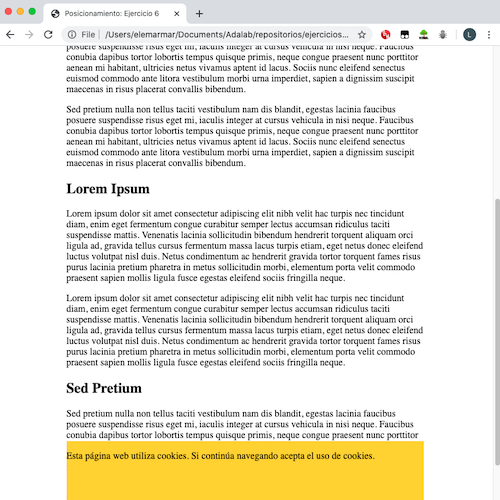 Posicionamiento: Ejercicio 6
File
/Users/elemarmar/Documents/Adalab/repositorios/ejercicios...
L
posuere suspendisse risus eget mi, iaculis integer at cursus vehicula in nisi neque. Faucibus
conubia dapibus tortor lobortis tempus quisque primis, neque congue praesent nunc porttitor
aenean mi habitant, ultricies netus vivamus aptent id lacus. Sociis nunc eleifend senectus
euismod commodo ante litora vestibulum morbi urna imperdiet, sapien a dignissim suscipit
maecenas in risus placerat convallis bibendum.
Sed pretium nulla non tellus taciti vestibulum nam dis blandit, egestas lacinia faucibus
posuere suspendisse risus eget mi, iaculis integer at cursus vehicula in nisi neque. Faucibus
conubia dapibus tortor lobortis tempus quisque primis, neque congue praesent nunc porttitor
aenean mi habitant, ultricies netus vivamus aptent id lacus. Sociis nunc eleifend senectus
euismod commodo ante litora vestibulum morbi urna imperdiet, sapien a dignissim suscipit
maecenas in risus placerat convallis bibendum.
Lorem Ipsum
Lorem ipsum dolor sit amet consectetur adipiscing elit nibh velit hac turpis nec tincidunt
diam, enim eget fermentum congue curabitur semper lectus accumsan ridiculus taciti
suspendisse mattis. Venenatis lacinia sollicitudin bibendum hendrerit torquent aliquam orci
ligula ad, gravida tellus cursus fermentum massa lacus turpis etiam, eget netus donec eleifend
luctus volutpat nisl duis. Netus condimentum ac hendrerit gravida tortor torquent fames risus
purus lacinia pretium pharetra in metus sollicitudin morbi, elementum porta velit commodo
praesent sapien mollis ligula fusce egestas eleifend sociis fringilla neque.
Lorem ipsum dolor sit amet consectetur adipiscing elit nibh velit hac turpis nec tincidunt
diam, enim eget fermentum congue curabitur semper lectus accumsan ridiculus taciti
suspendisse mattis. Venenatis lacinia sollicitudin bibendum hendrerit torquent aliquam orci
ligula ad, gravida tellus cursus fermentum massa lacus turpis etiam, eget netus donec eleifend
luctus volutpat nisl duis. Netus condimentum ac hendrerit gravida tortor torquent fames risus
purus lacinia pretium pharetra in metus sollicitudin morbi, elementum porta velit commodo
praesent sapien mollis ligula fusce egestas eleifend sociis fringilla neque.
Sed Pretium
Sed pretium nulla non tellus taciti vestibulum nam dis blandit, egestas lacinia faucibus
posuere suspendisse risus eget mi, iaculis integer at cursus vehicula in nisi neque. Faucibus
conubia dapibus tortor lobortis tempus quisque primis, neque congue praesent nunc porttitor
Esta página web utiliza cookies. Si continúa navegando acepta el uso de cookies.